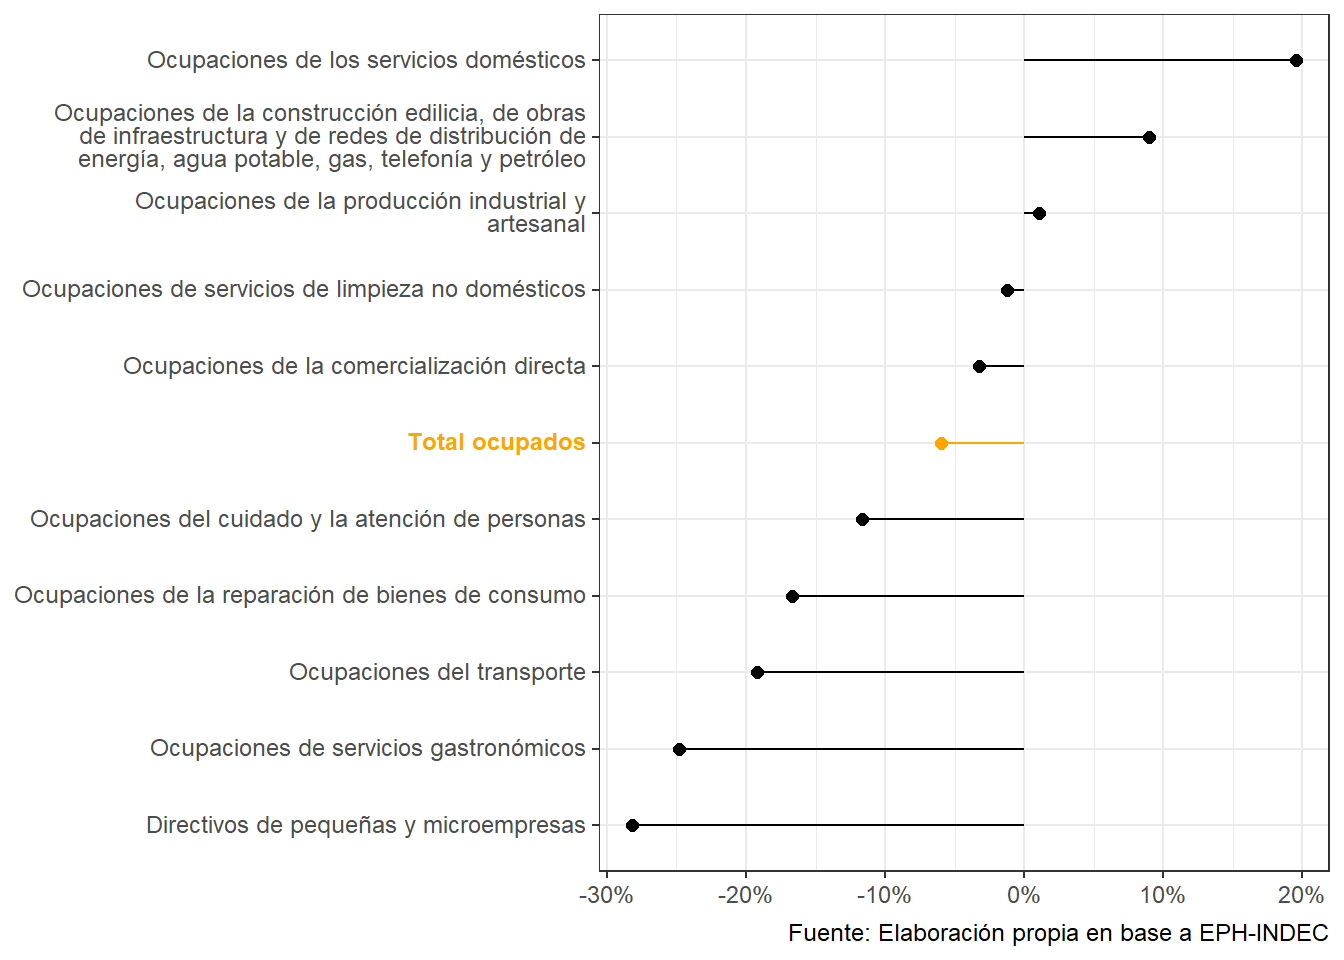 Ocupaciones de los servicios domésticos
Ocupaciones de la construcción edilicia, de obras
de infraestructura y de redes de distribución de
energía, agua potable, gas, telefonía y petróleo
Ocupaciones de la producción industrial y
artesanal
Ocupaciones de servicios de limpieza no domésticos
Ocupaciones de la comercialización directa
Total ocupados
Ocupaciones del cuidado y la atención de personas
Ocupaciones de la reparación de bienes de consumo
Ocupaciones del transporte
Ocupaciones de servicios gastronómicos
Directivos de pequeñas y microempresas
-30% -20% -10% 0% 10% 20%
Fuente: Elaboración propia en base a EPH-INDEC